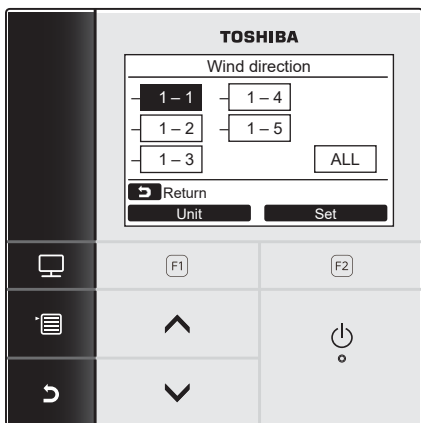 TOSHIBA
Wind direction
1 – 1 1 – 4
1 – 2 1 – 5
1 – 3 ALL
Return
Unit Set
F1 F2